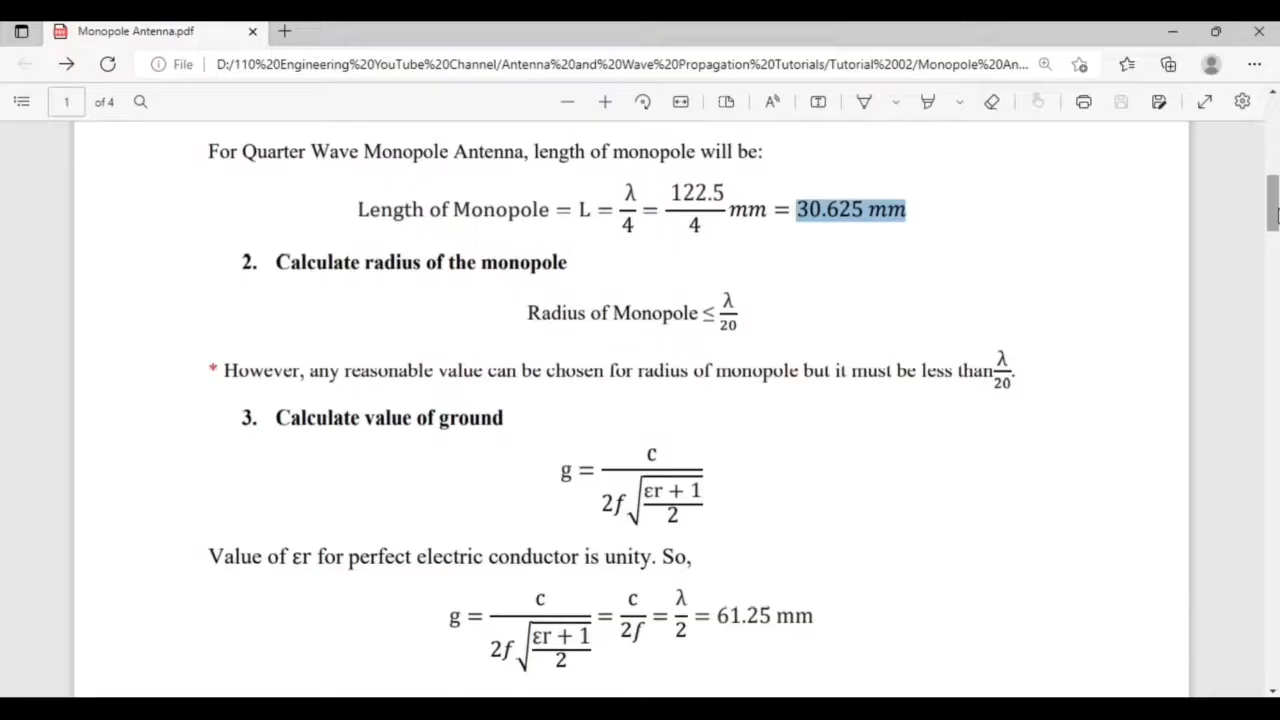 Monopole Antenna.pdf
File D:/110%20Engineering%20YouTube%20Channel/Antenna%20and%20Wave%20Propagation%20Tutorials/Tutorial%2002/Monopole%20An...
1 of 4
For Quarter Wave Monopole Antenna, length of monopole will be:
Length of Monopole = L = λ/4 = 122.5/4 mm = 30.625 mm
2. Calculate radius of the monopole
Radius of Monopole ≤ λ/20
* However, any reasonable value can be chosen for radius of monopole but it must be less than λ/20.
3. Calculate value of ground
g = c/(2f√((εr + 1)/2))
Value of εr for perfect electric conductor is unity. So,
g = c/(2f√((εr + 1)/2)) = c/2f = λ/2 = 61.25 mm